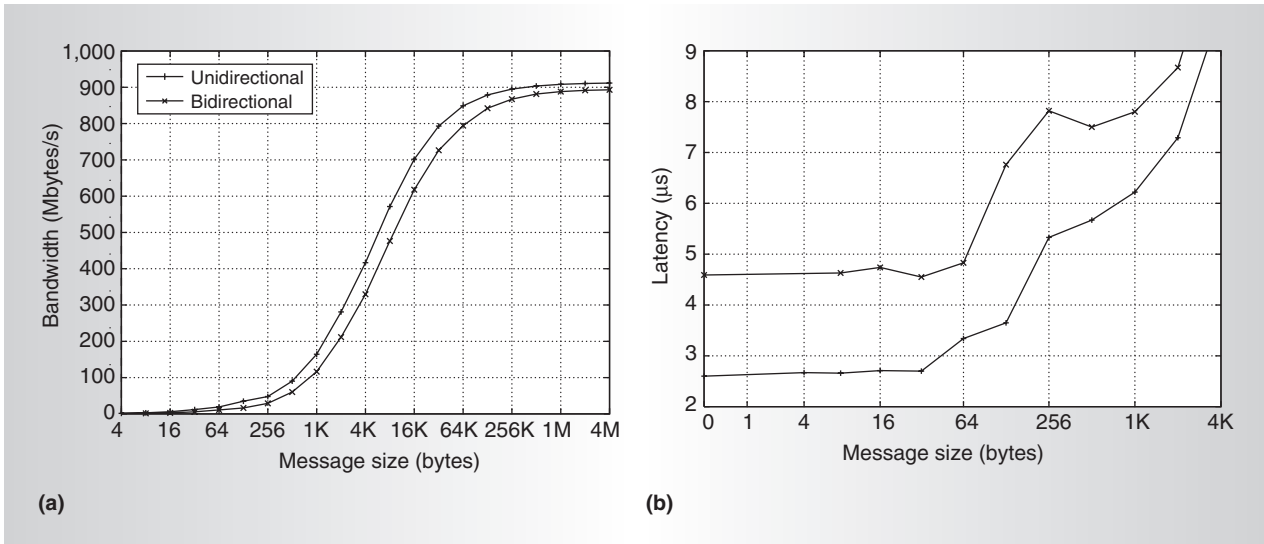 1,000
900
800
700
600
500
400
300
200
100
0
Bandwidth (Mbytes/s)
Unidirectional
Bidirectional
4 16 64 256 1K 4K 16K 64K 256K 1M 4M
Message size (bytes)
(a)
9
8
7
6
5
4
3
2
Latency (µs)
0 1 4 16 64 256 1K 4K
Message size (bytes)
(b)